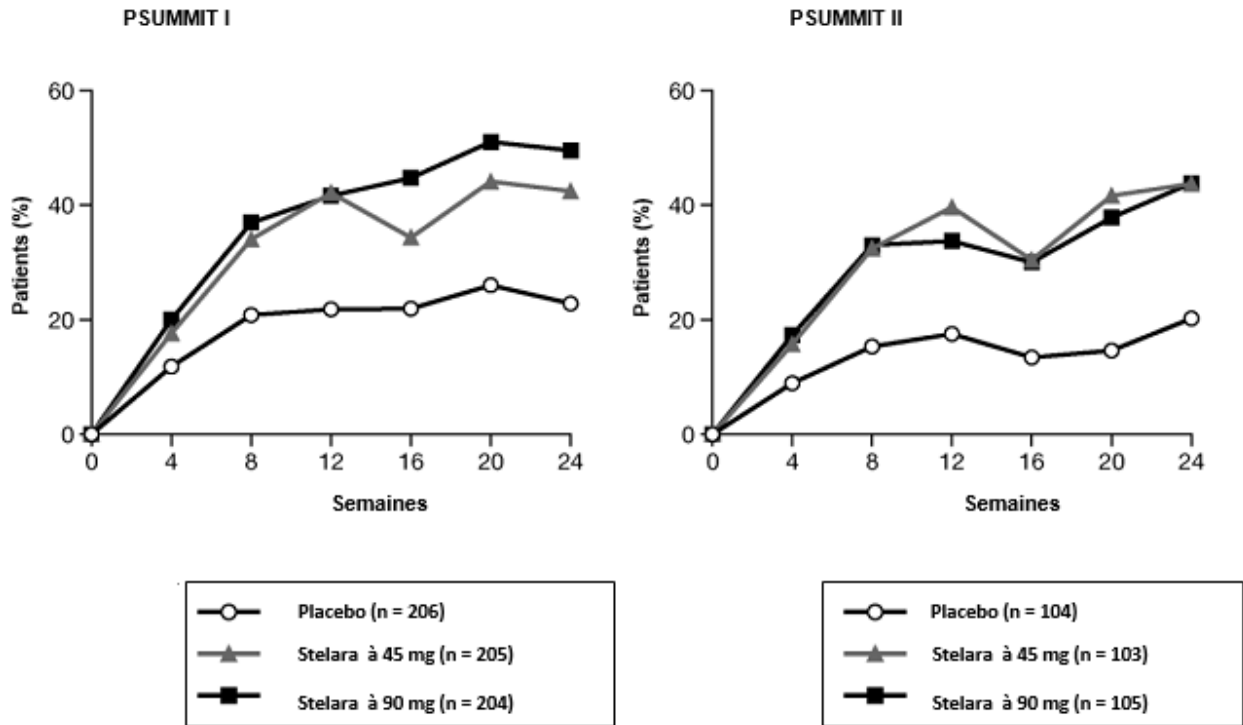 PSUMMIT I
60
40
20
0
Patients (%)
0 4 8 12 16 20 24
Semaines
Placebo (n = 206)
Stelara à 45 mg (n = 205)
Stelara à 90 mg (n = 204)
PSUMMIT II
60
40
20
0
Patients (%)
0 4 8 12 16 20 24
Semaines
Placebo (n = 104)
Stelara à 45 mg (n = 103)
Stelara à 90 mg (n = 105)